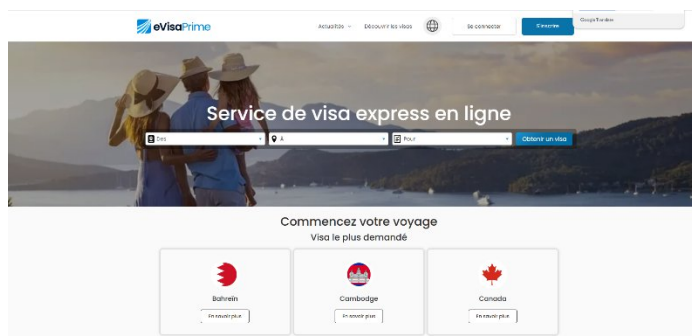 eVisaPrime
Actualités
Découvrir les visas
Se connecter
S'inscrire
Service de visa express en ligne
Des
À
Pour
Obtenir un visa
Commencez votre voyage
Visa le plus demandé
Bahreïn
Cambodge
Canada
En savoir plus
En savoir plus
En savoir plus